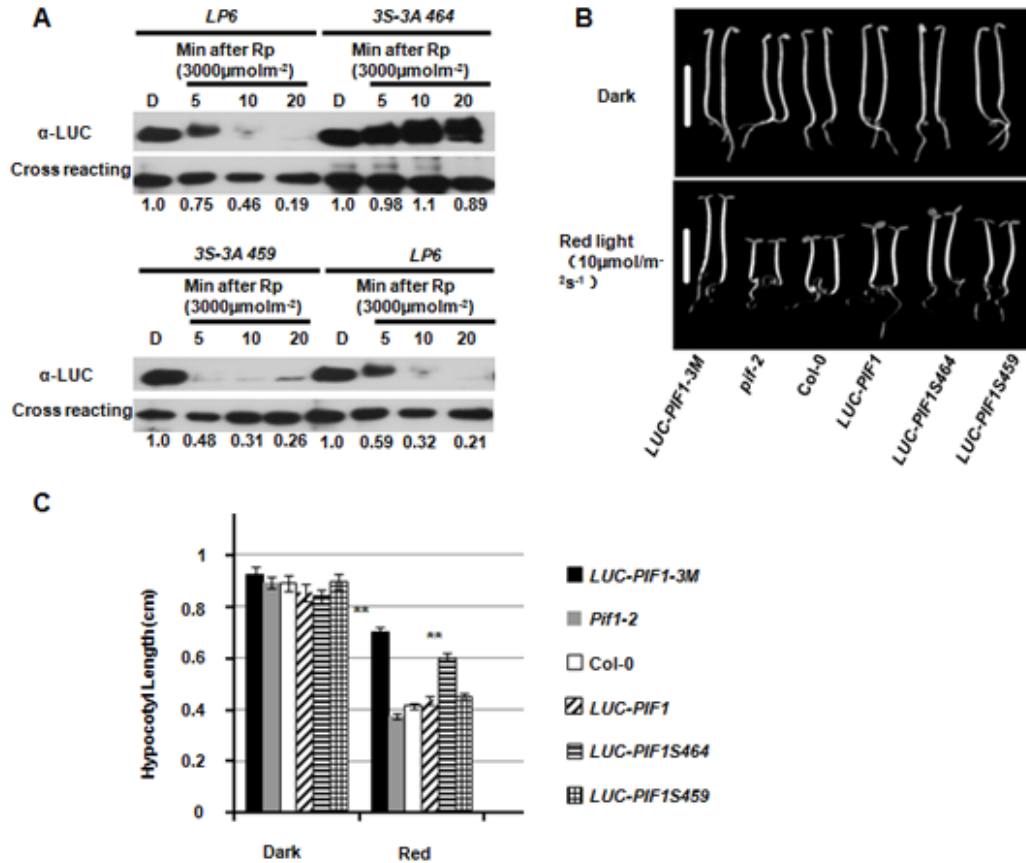 A
LP6
3S-3A 464
Min after Rp
(3000µmolm-2)
Min after Rp
(3000µmolm-2)
D 5 10 20 D 5 10 20
α-LUC
Cross reacting
1.0 0.75 0.46 0.19 1.0 0.98 1.1 0.89
3S-3A 459
LP6
Min after Rp
(3000µmolm-2)
Min after Rp
(3000µmolm-2)
D 5 10 20 D 5 10 20
α-LUC
Cross reacting
1.0 0.48 0.31 0.26 1.0 0.59 0.32 0.21
B
Dark
Red light
(10µmol/m-
2s-1)
LUC-PIF1-3M
pif-2
Col-0
LUC-PIF1
LUC-PIF1S464
LUC-PIF1S459
C
Hypocotyl Length(cm)
1
0.8
0.6
0.4
0.2
0
**
**
Dark
Red
LUC-PIF1-3M
Pif1-2
Col-0
LUC-PIF1
LUC-PIF1S464
LUC-PIF1S459